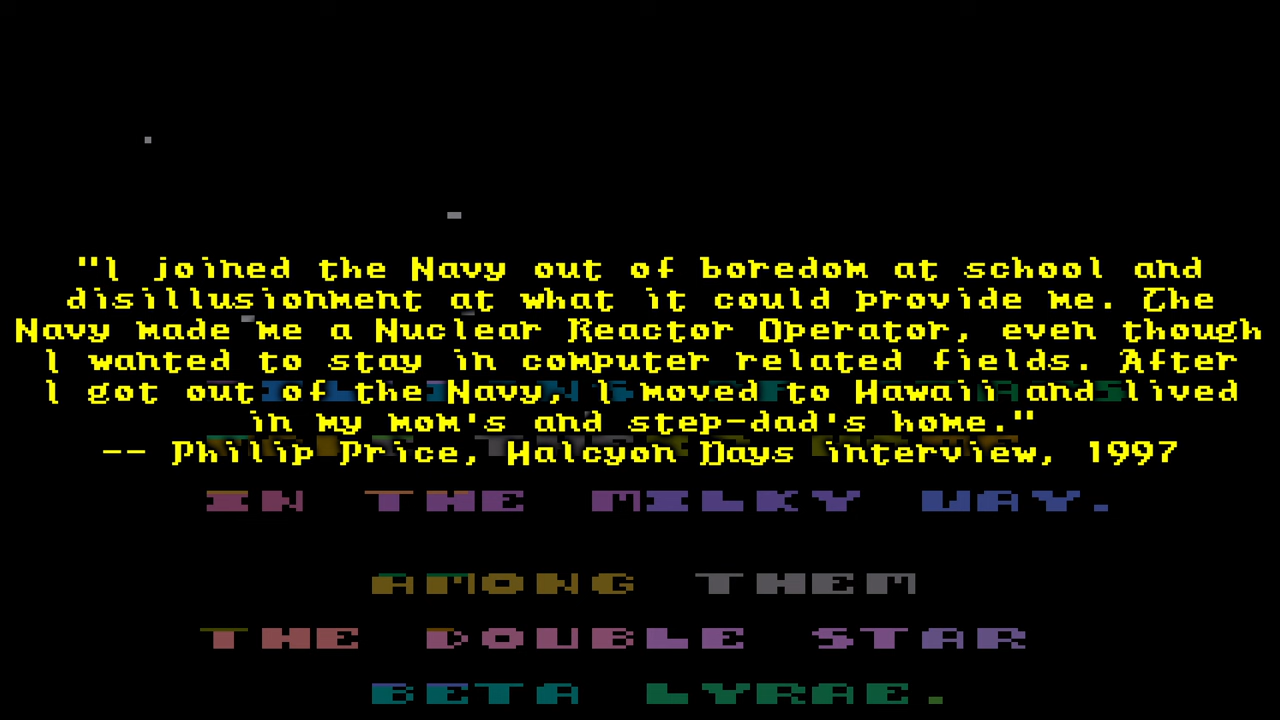 "I joined the Navy out of boredom at school and
disillusionment at what it could provide me. The
Navy made me a Nuclear Reactor Operator, even though
I wanted to stay in computer related fields. After
I got out of the Navy, I moved to Hawaii and lived
in my mom's and step-dad's home."
-- Philip Price, Halcyon Days interview, 1997
IN THE MILKY WAY.
AMONG THEM
THE DOUBLE STAR
BETA LYRAE.